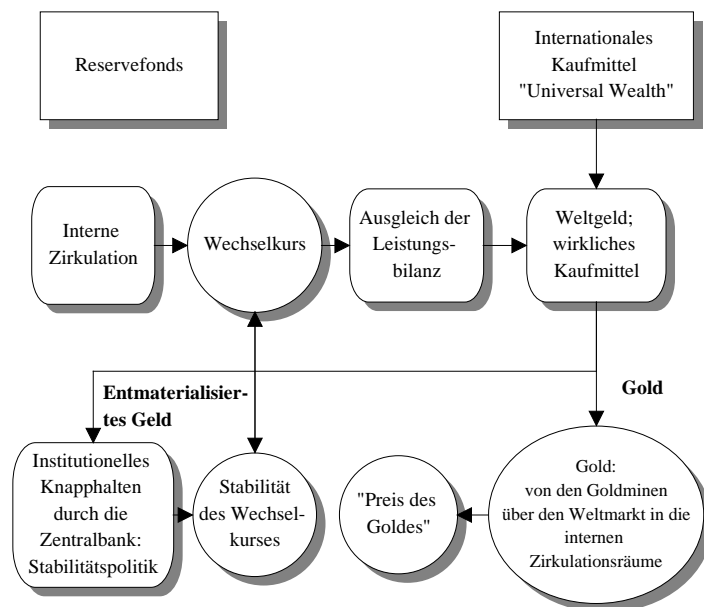 Reservefonds
Internationales
Kaufmittel
"Universal Wealth"
Interne
Zirkulation
Wechselkurs
Ausgleich der
Leistungs-
bilanz
Weltgeld;
wirkliches
Kaufmittel
Entmaterialisier-
tes Geld
Gold
Institutionelles
Knapphalten
durch die
Zentralbank:
Stabilitätspolitik
Stabilität
des Wechsel-
kurses
"Preis des
Goldes"
Gold:
von den Goldminen
über den Weltmarkt in die
internen
Zirkulationsräume